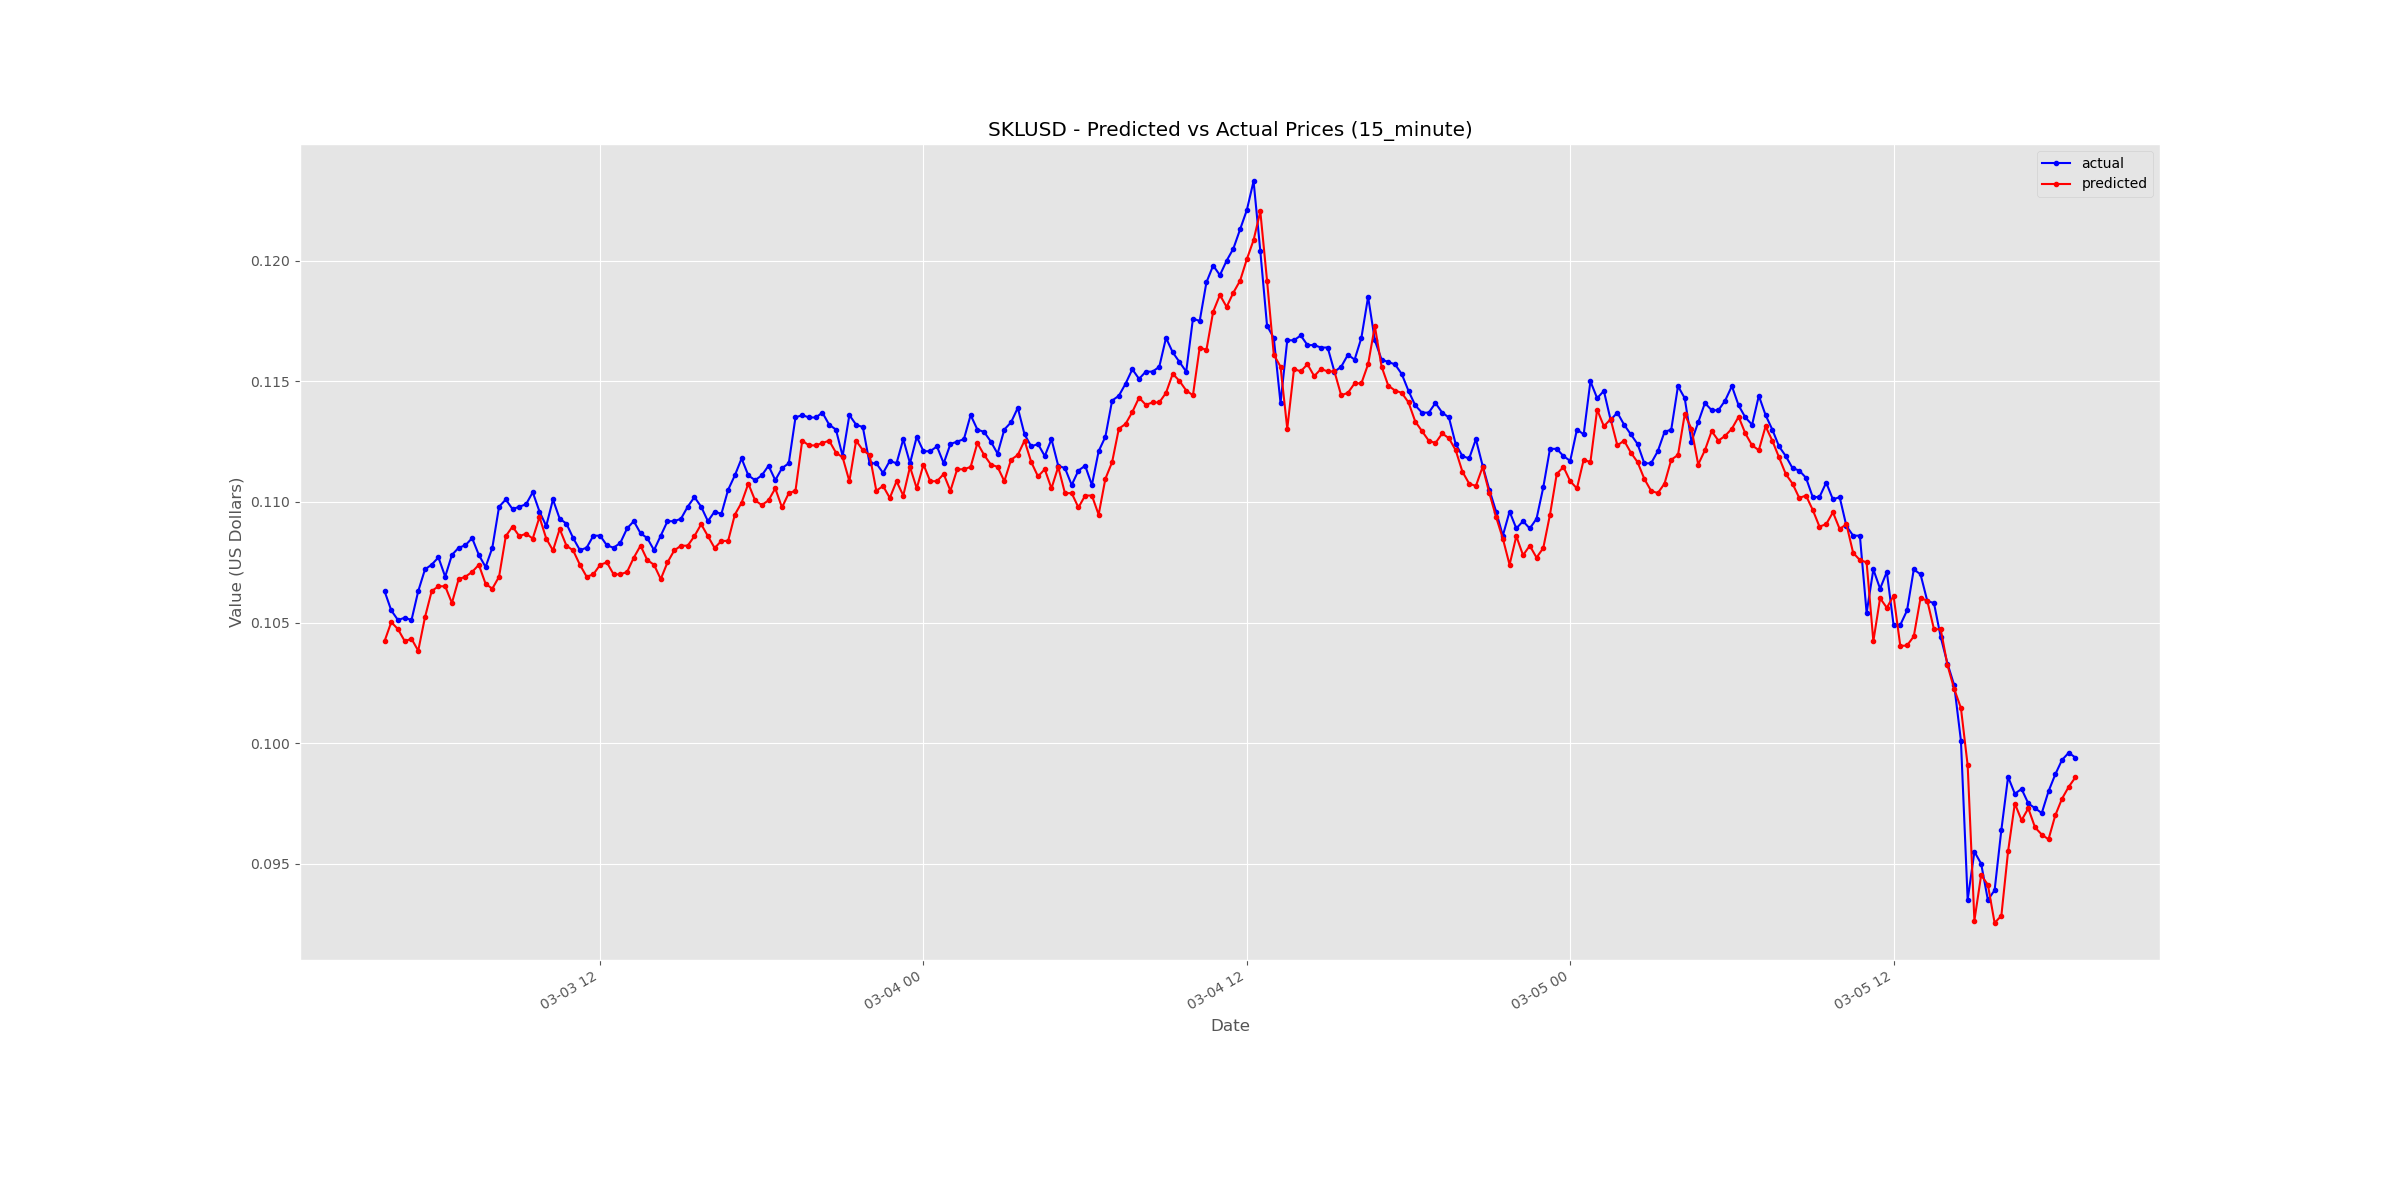 SKLUSD - Predicted vs Actual Prices (15_minute)
actual
predicted
0.120
0.115
0.110
0.105
0.100
0.095
Value (US Dollars)
03-03 12
03-04 00
03-04 12
03-05 00
03-05 12
Date